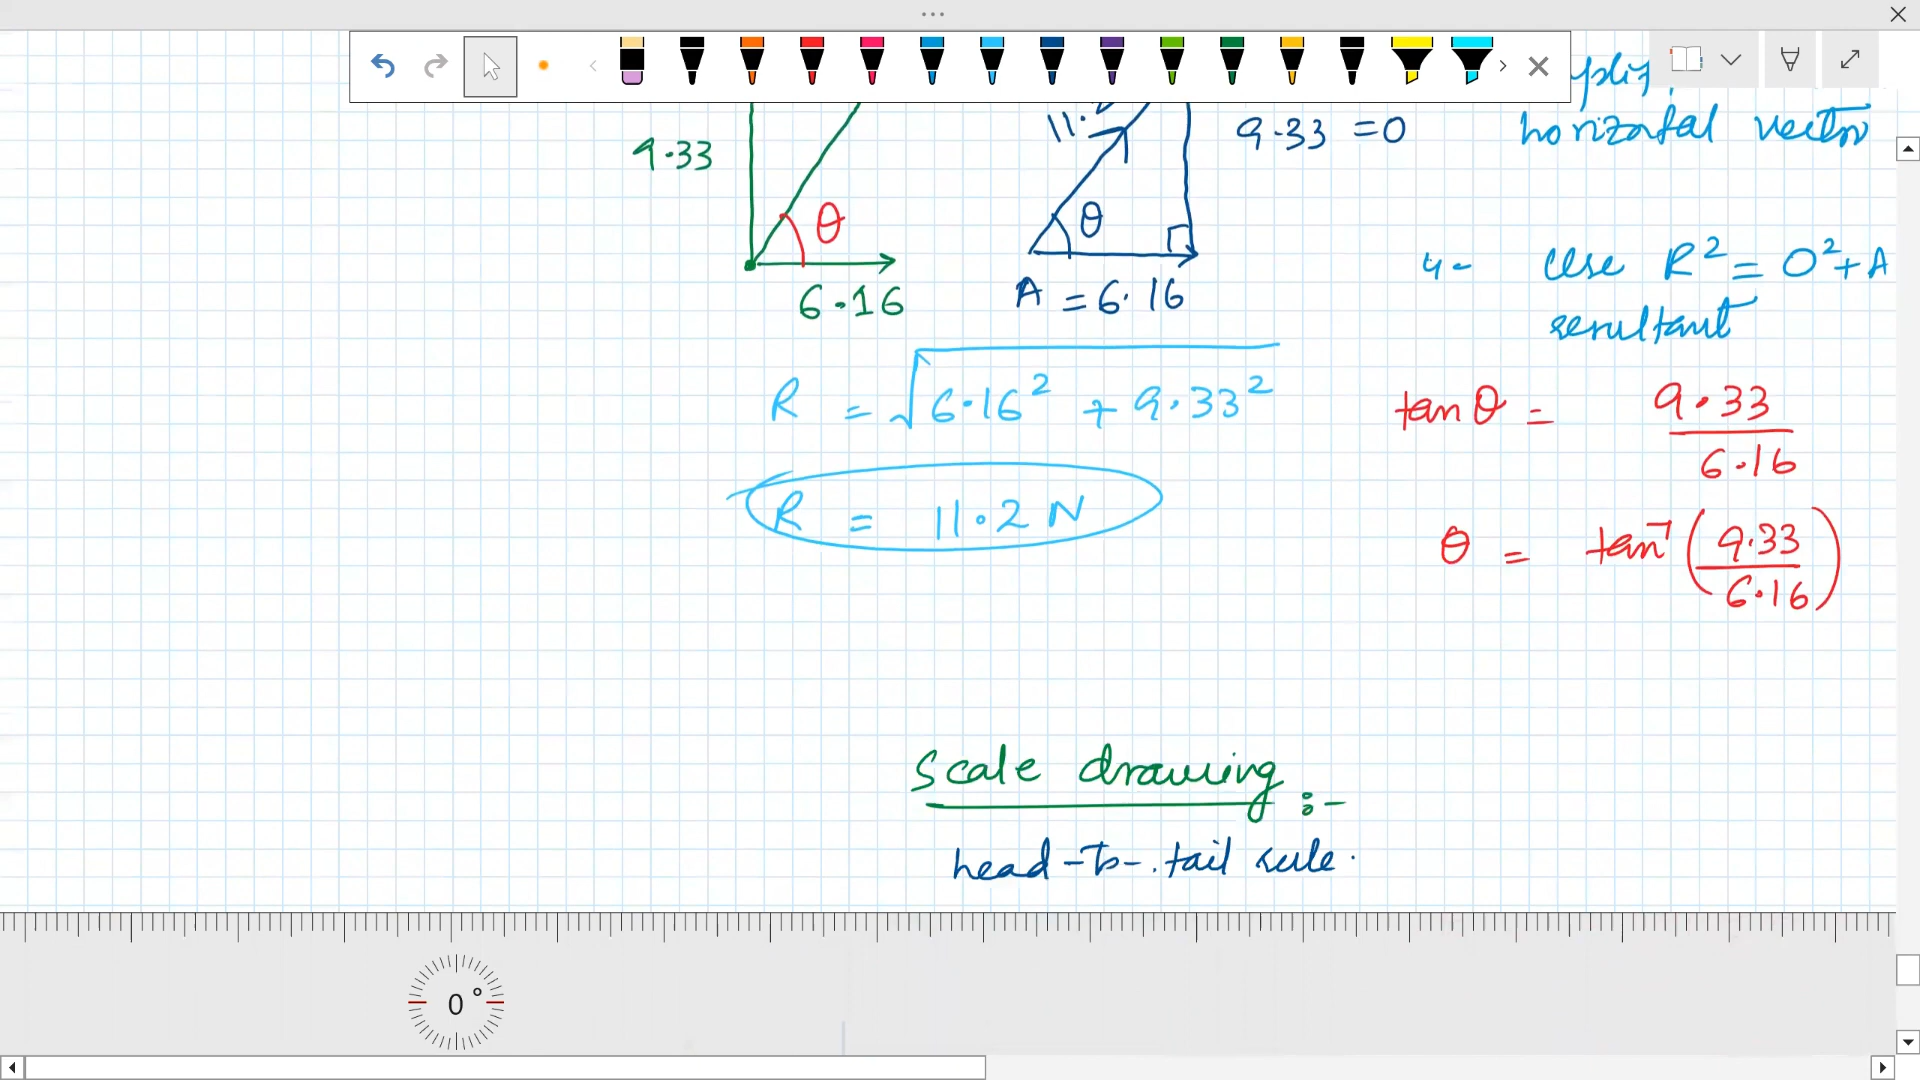 11.2
9.33 = O
horizontal vector
9.33
θ
θ
6.16
A = 6.16
4- Use R² = O² + A
resultant
R = √6.16² + 9.33²
tan θ = 9.33 / 6.16
R = 11.2 N
θ = tan⁻¹ (9.33 / 6.16)
Scale drawing :-
head-to-tail rule.
0°